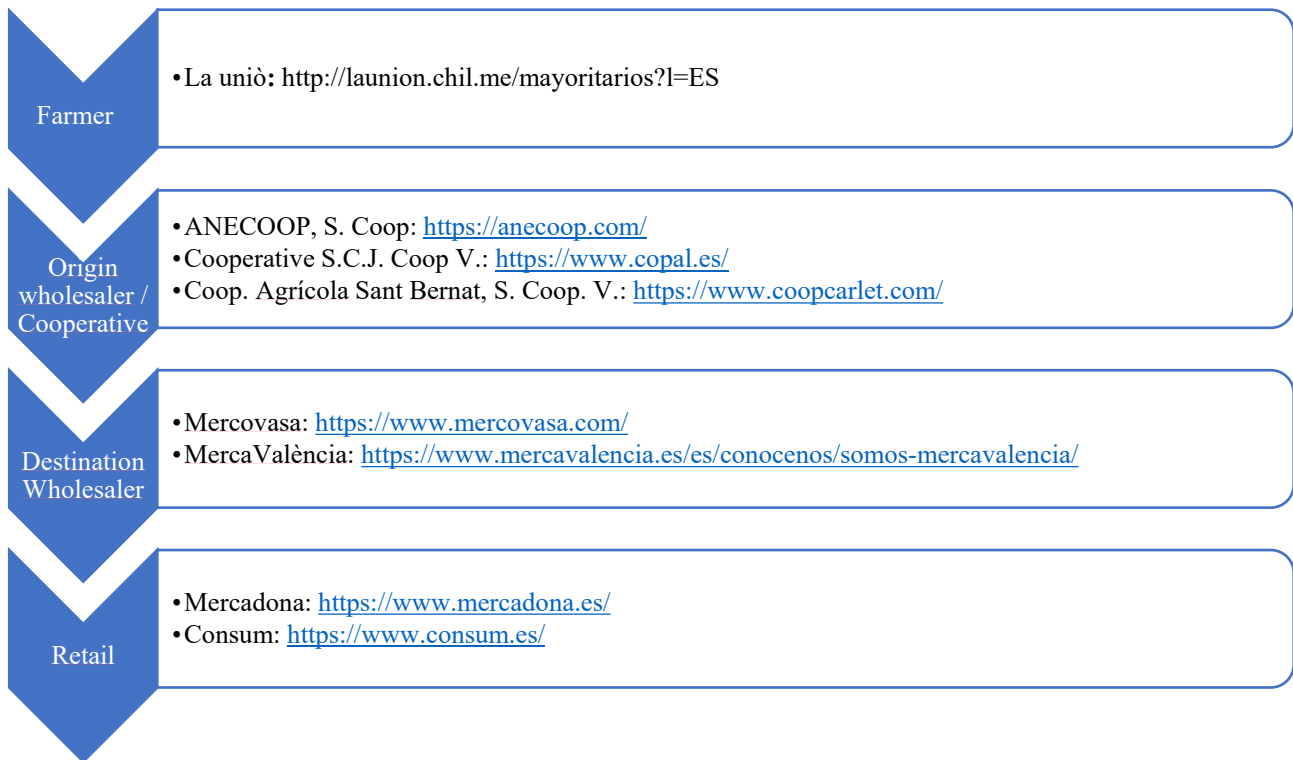 Farmer
•La uniò: http://launion.chil.me/mayoritarios?l=ES
Origin
wholesaler /
Cooperative
•ANECOOP, S. Coop: https://anecoop.com/
•Cooperative S.C.J. Coop V.: https://www.copal.es/
•Coop. Agrícola Sant Bernat, S. Coop. V.: https://www.coopcarlet.com/
Destination
Wholesaler
•Mercovasa: https://www.mercovasa.com/
•MercaValència: https://www.mercavalencia.es/es/conocenos/somos-mercavalencia/
Retail
•Mercadona: https://www.mercadona.es/
•Consum: https://www.consum.es/